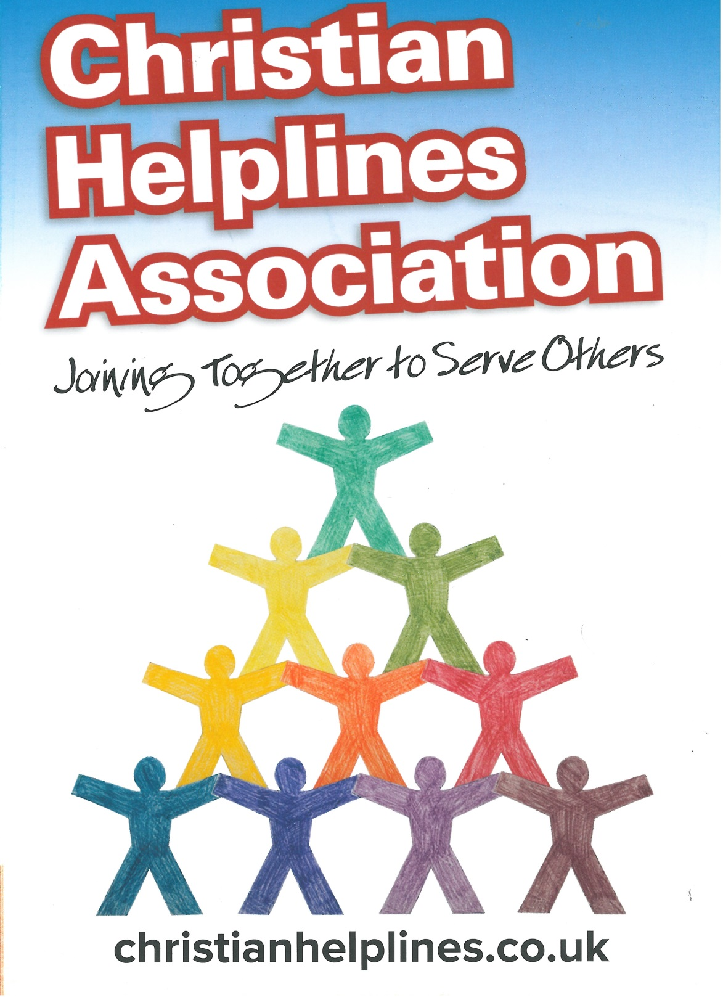 Christian
Helplines
Association
Joining Together to Serve Others
christianhelplines.co.uk